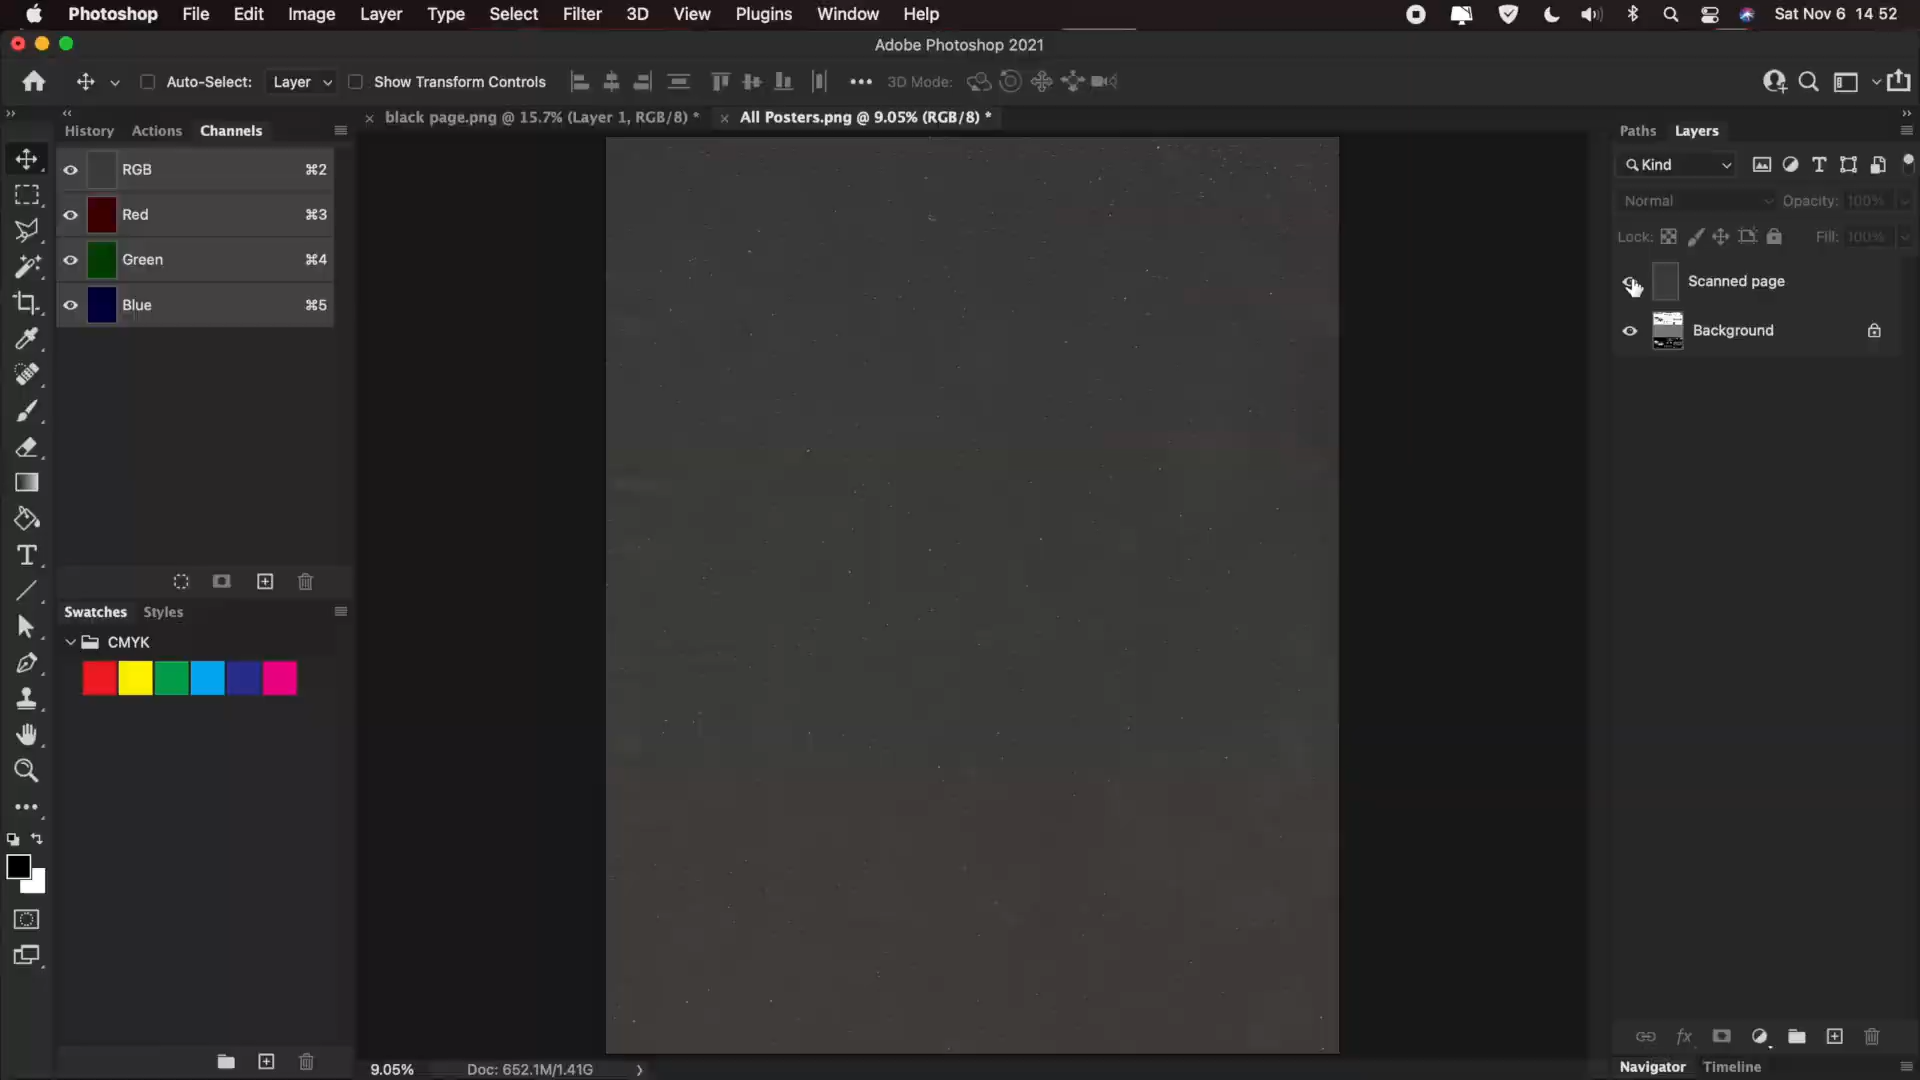 Photoshop File Edit Image Layer Type Select Filter 3D View Plugins Window Help Sat Nov 6 14 52
Adobe Photoshop 2021
Auto-Select: Layer Show Transform Controls ••• 3D Mode:
black page.png @ 15.7% (Layer 1, RGB/8) * All Posters.png @ 9.05% (RGB/8) *
History Actions Channels
RGB ⌘2
Red ⌘3
Green ⌘4
Blue ⌘5
Swatches Styles
CMYK
9.05% Doc: 652.1M/1.41G
Paths Layers
Kind
Normal Opacity: 100%
Lock: Fill: 100%
Scanned page
Background
fx
Navigator Timeline